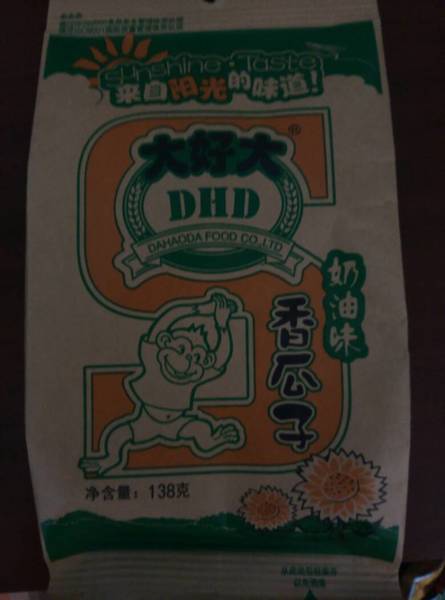 Sunshine·Taste
来自阳光的味道!
大好大®
DHD
DAHAODA FOOD CO.,LTD
奶油味
香瓜子
净含量：138克